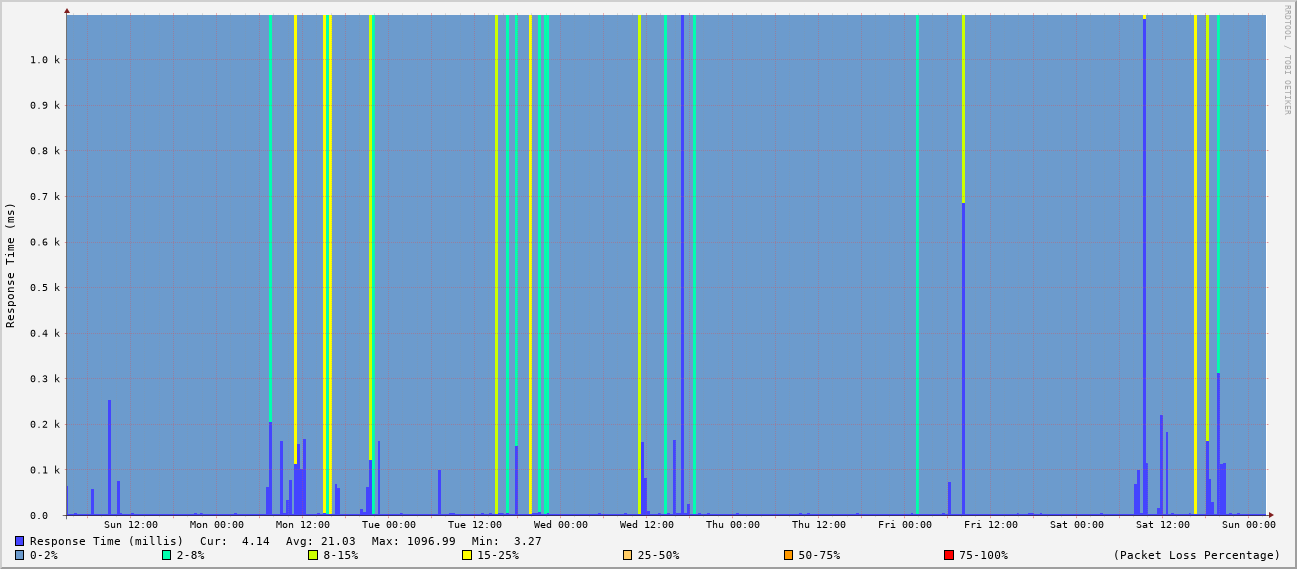 RRDTOOL / TOBI OETIKER
Response Time (ms)
1.0 k
0.9 k
0.8 k
0.7 k
0.6 k
0.5 k
0.4 k
0.3 k
0.2 k
0.1 k
0.0
Sun 12:00 Mon 00:00 Mon 12:00 Tue 00:00 Tue 12:00 Wed 00:00 Wed 12:00 Thu 00:00 Thu 12:00 Fri 00:00 Fri 12:00 Sat 00:00 Sat 12:00 Sun 00:00
Response Time (millis) Cur: 4.14 Avg: 21.03 Max: 1096.99 Min: 3.27
0-2% 2-8% 8-15% 15-25% 25-50% 50-75% 75-100% (Packet Loss Percentage)